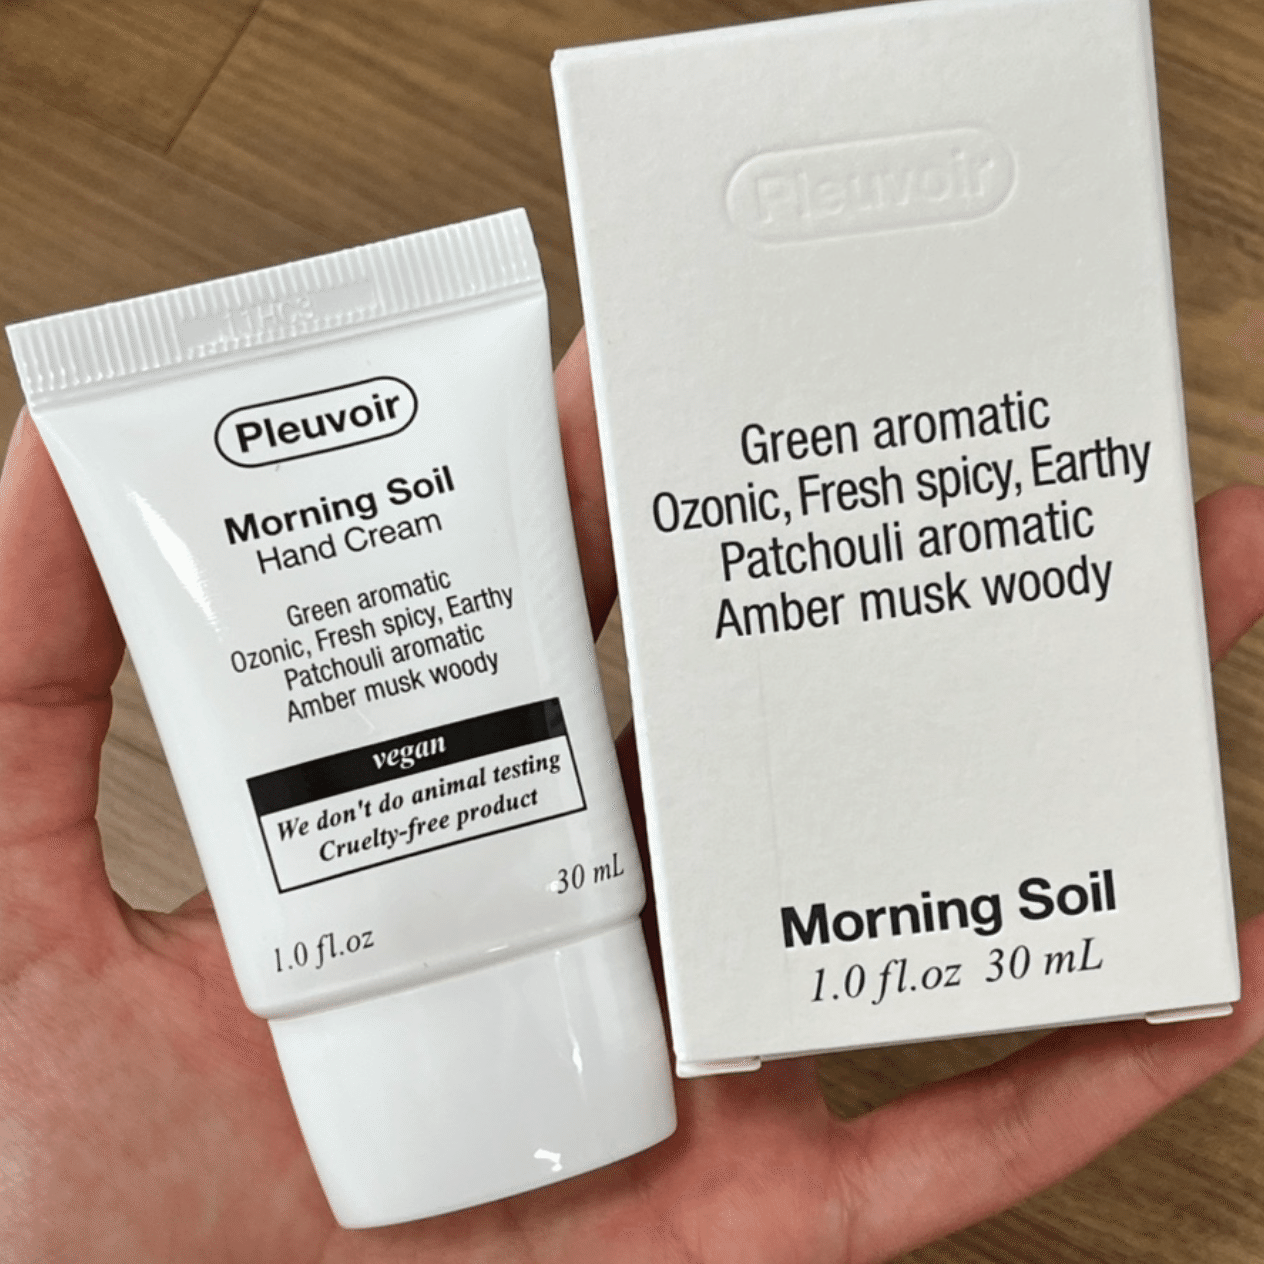 Pleuvoir
Morning Soil
Hand Cream
Green aromatic
Ozonic, Fresh spicy, Earthy
Patchouli aromatic
Amber musk woody
vegan
We don't do animal testing
Cruelty-free product
30 mL
1.0 fl.oz
Pleuvoir
Green aromatic
Ozonic, Fresh spicy, Earthy
Patchouli aromatic
Amber musk woody
Morning Soil
1.0 fl.oz 30 mL